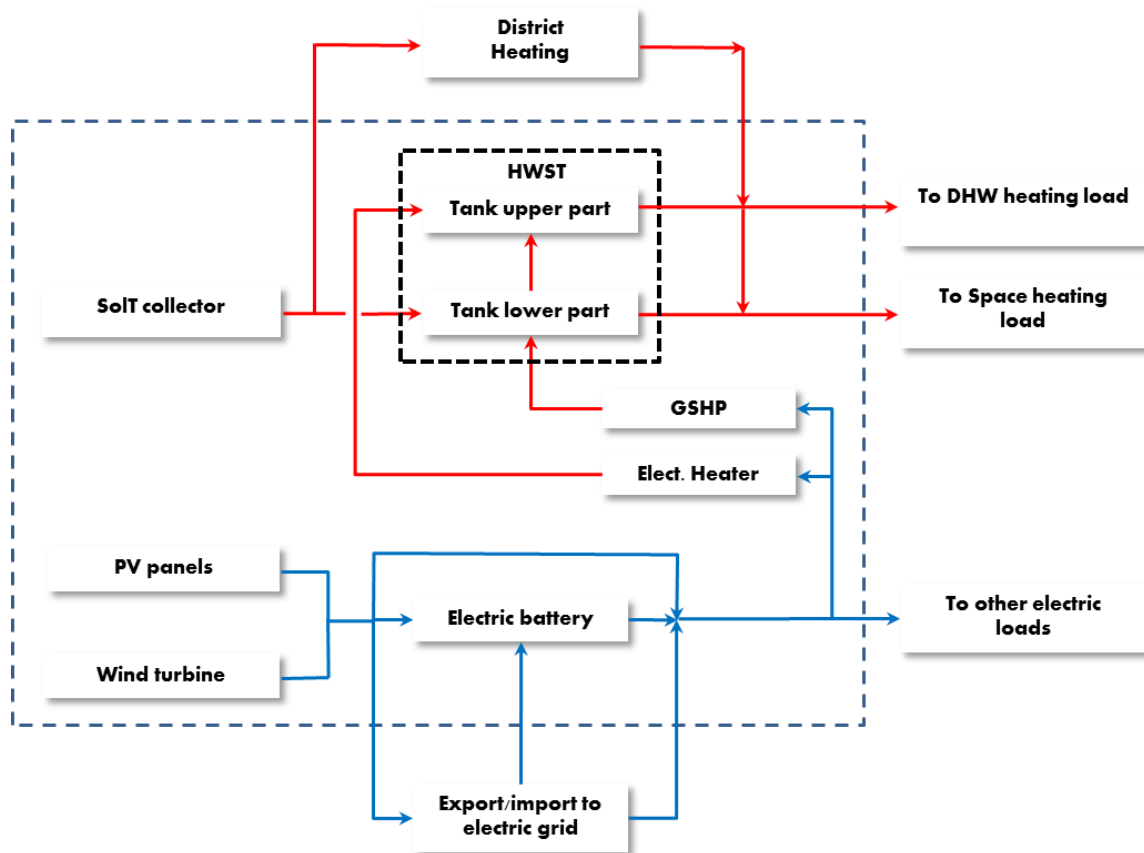 District
Heating
HWST
Tank upper part
To DHW heating load
SolT collector
Tank lower part
To Space heating
load
GSHP
Elect. Heater
PV panels
Electric battery
To other electric
loads
Wind turbine
Export/import to
electric grid